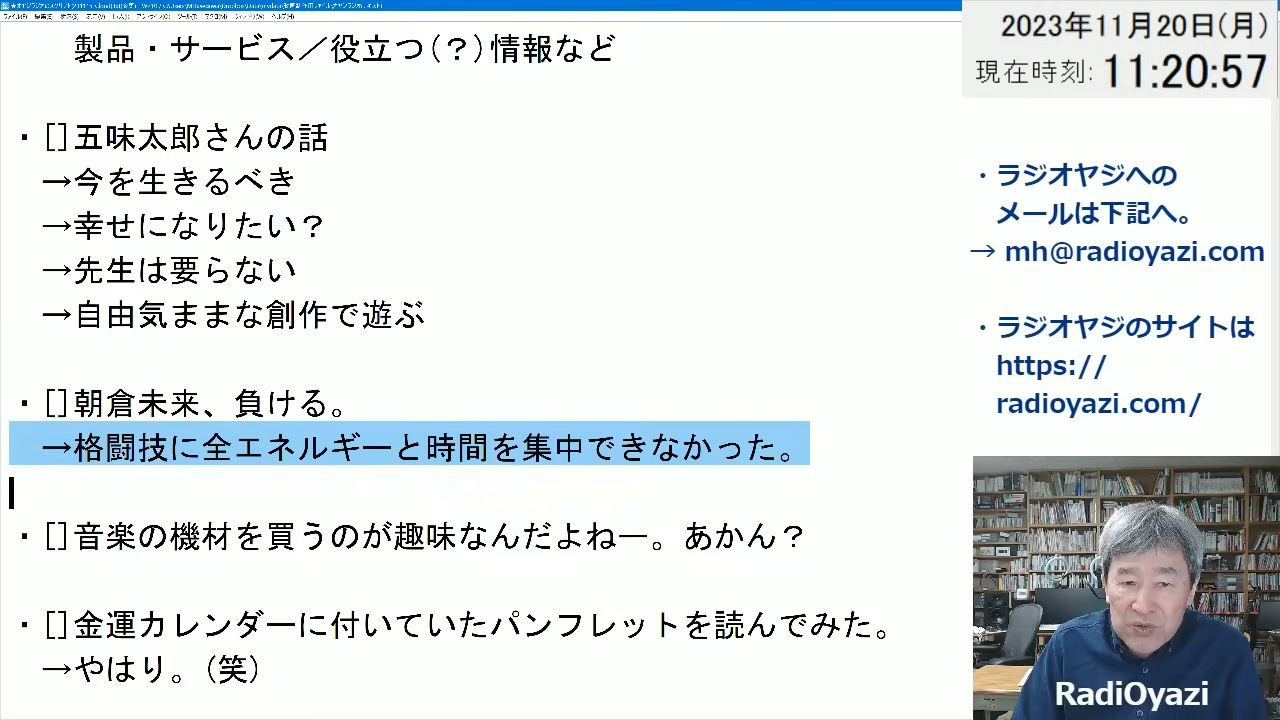 製品・サービス／役立つ(？)情報など
・[]五味太郎さんの話
→今を生きるべき
→幸せになりたい？
→先生は要らない
→自由気ままな創作で遊ぶ
・[]朝倉未来、負ける。
→格闘技に全エネルギーと時間を集中できなかった。
・[]音楽の機材を買うのが趣味なんだよねー。あかん？
・[]金運カレンダーに付いていたパンフレットを読んでみた。
→やはり。(笑)
2023年11月20日(月)
現在時刻: 11:20:57
・ラジオヤジへの
メールは下記へ。
→ mh@radioyazi.com
・ラジオヤジのサイトは
https://
radioyazi.com/
RadiOyazi